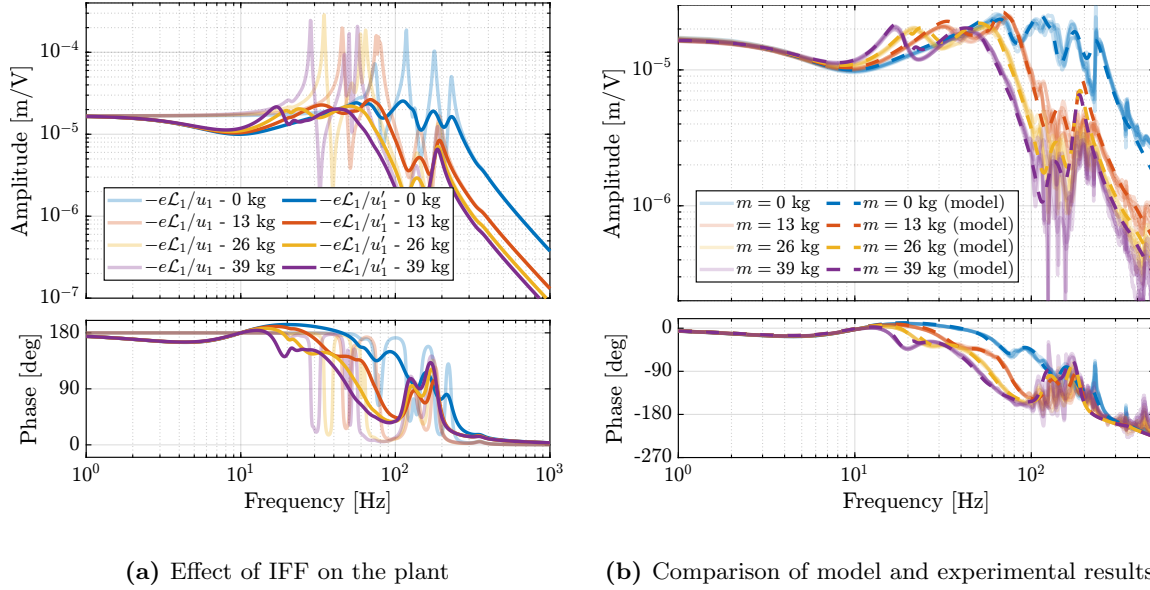 10^{-4}
10^{-5}
10^{-6}
10^{-7}
Amplitude [m/V]
-eℒ₁/u₁ - 0 kg
-eℒ₁/u₁ - 13 kg
-eℒ₁/u₁ - 26 kg
-eℒ₁/u₁ - 39 kg
-eℒ₁/u₁′ - 0 kg
-eℒ₁/u₁′ - 13 kg
-eℒ₁/u₁′ - 26 kg
-eℒ₁/u₁′ - 39 kg
180
90
0
Phase [deg]
10^0 10^1 10^2 10^3
Frequency [Hz]
(a) Effect of IFF on the plant
10^{-5}
10^{-6}
Amplitude [m/V]
m = 0 kg
m = 13 kg
m = 26 kg
m = 39 kg
m = 0 kg (model)
m = 13 kg (model)
m = 26 kg (model)
m = 39 kg (model)
0
-90
-180
-270
Phase [deg]
10^0 10^1 10^2
Frequency [Hz]
(b) Comparison of model and experimental results